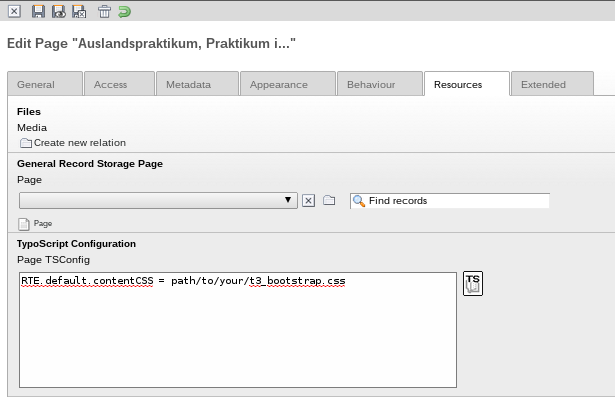 Edit Page "Auslandspraktikum, Praktikum i..."
General Access Metadata Appearance Behaviour Resources Extended
Files
Media
Create new relation
General Record Storage Page
Page
Find records
Page
TypoScript Configuration
Page TSConfig
RTE.default.contentCSS = path/to/your/t3_bootstrap.css
TS